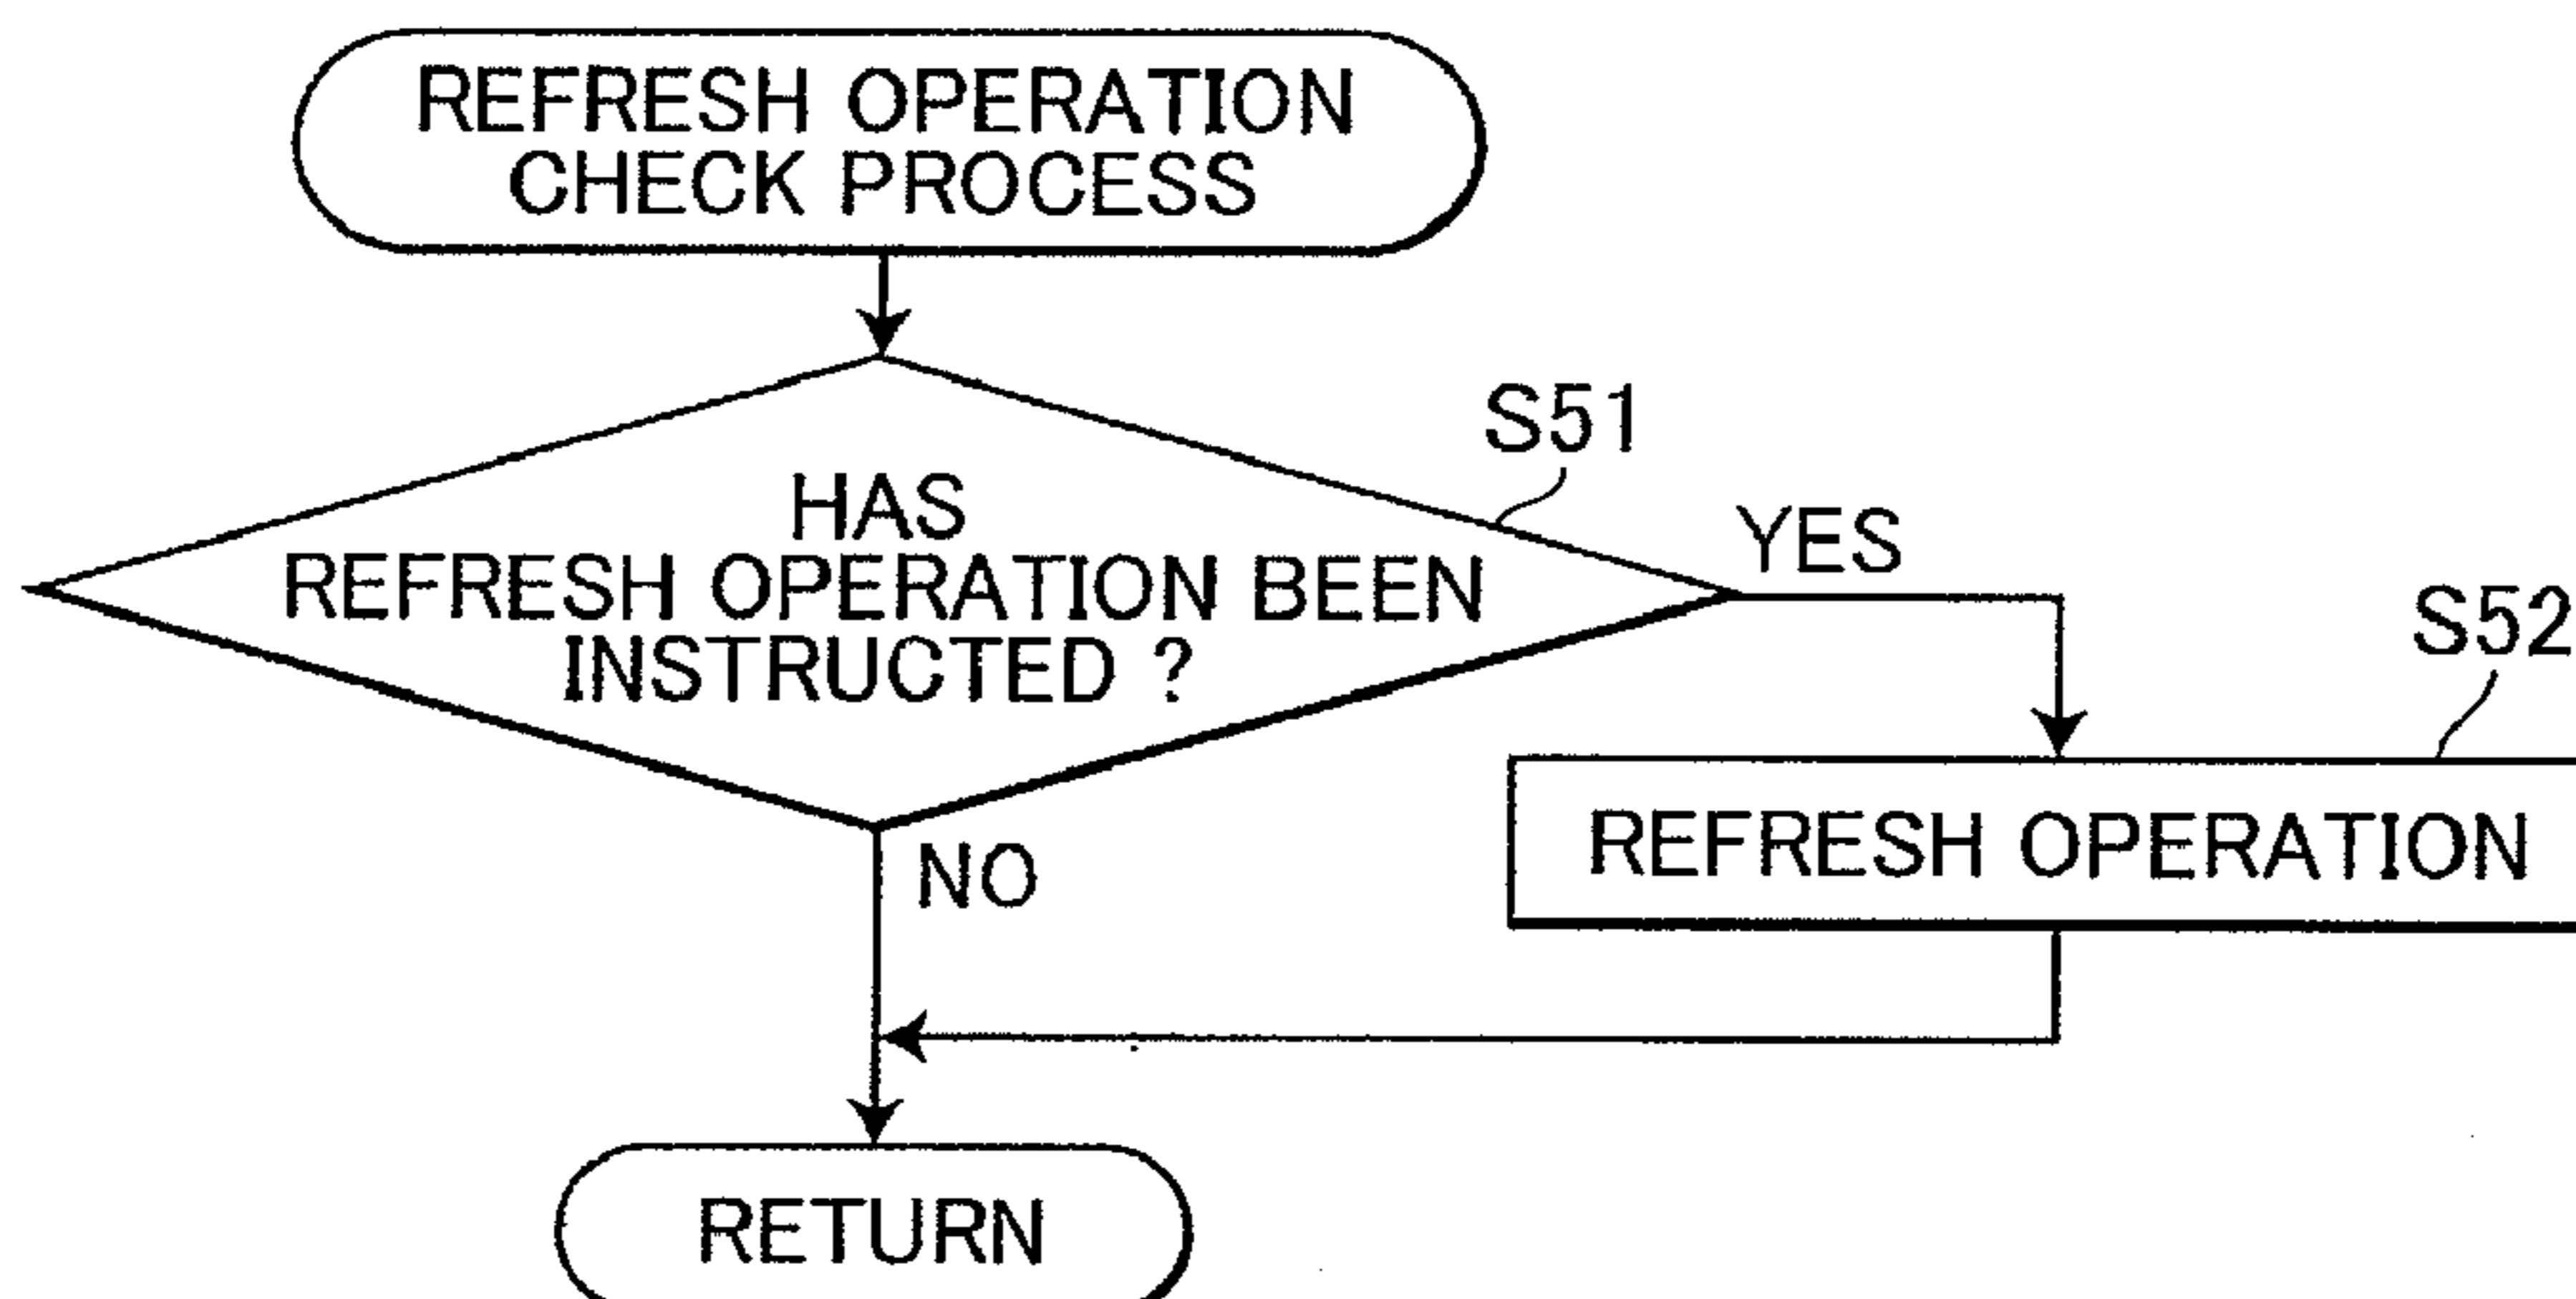 REFRESH OPERATION
CHECK PROCESS
S51
HAS
REFRESH OPERATION BEEN
INSTRUCTED ?
YES
S52
REFRESH OPERATION
NO
RETURN